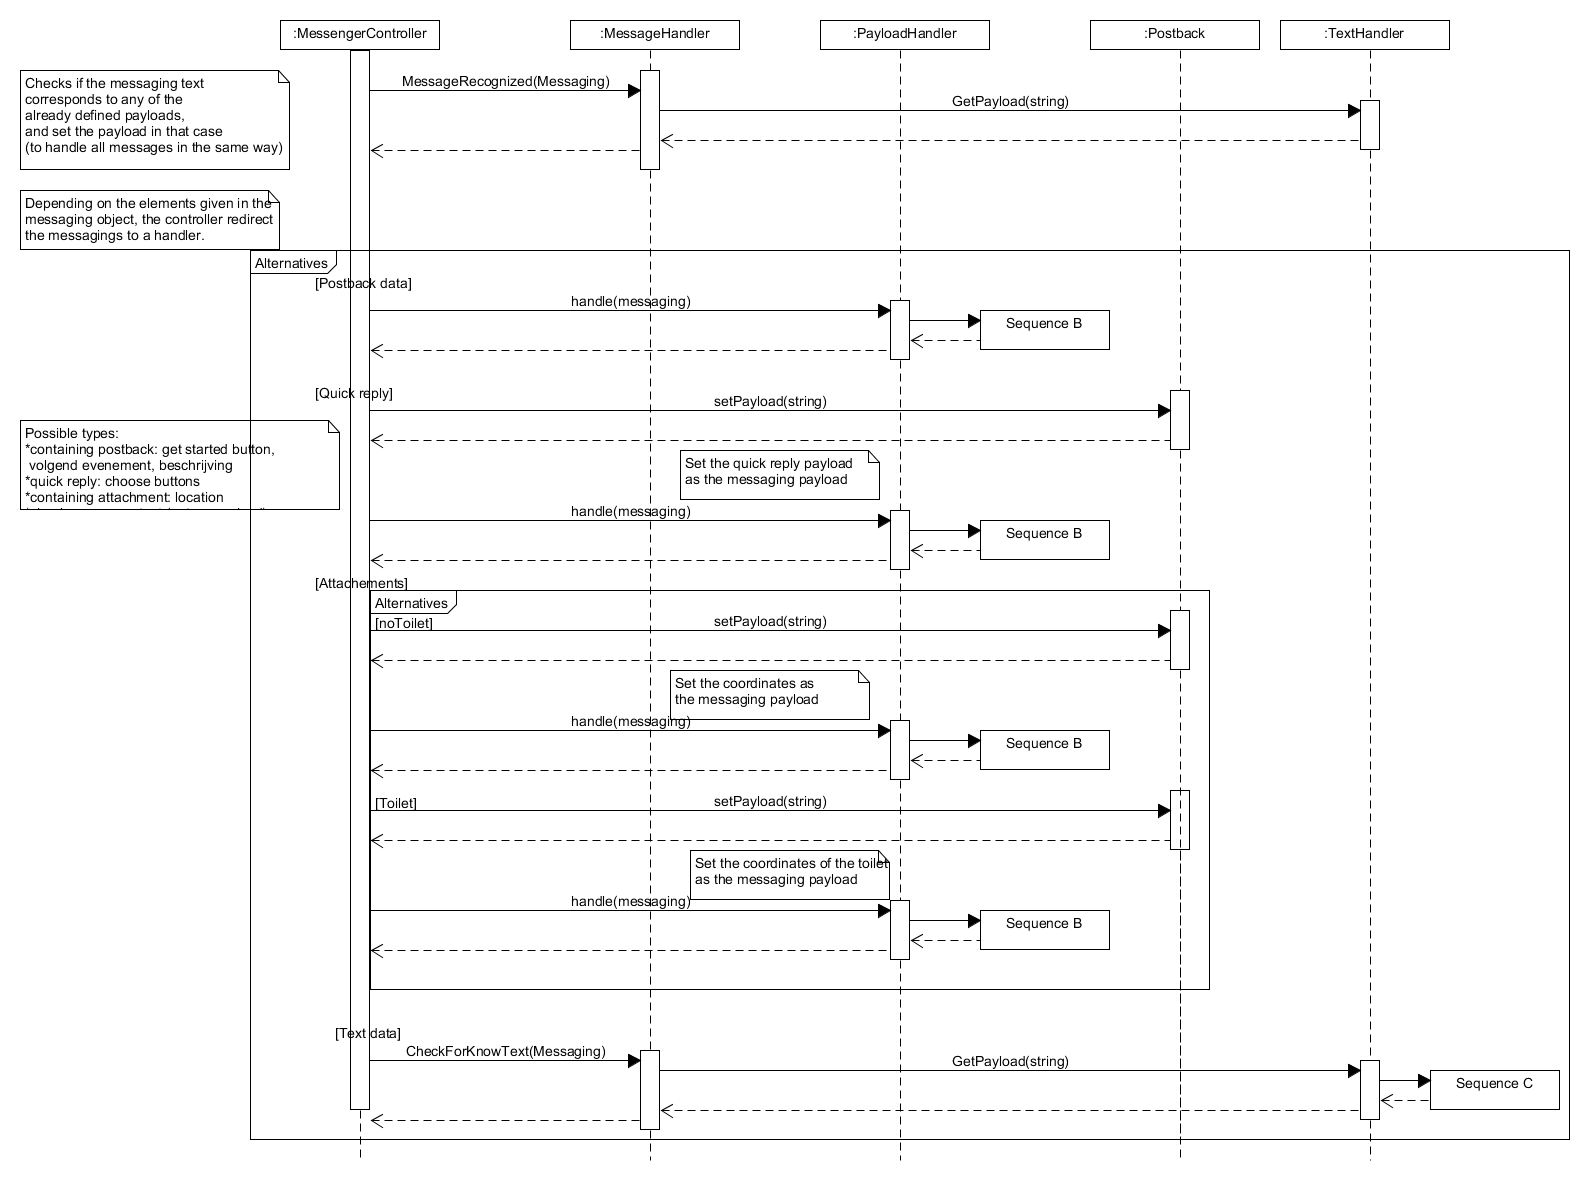 :MessengerController
:MessageHandler
:PayloadHandler
:Postback
:TextHandler
Checks if the messaging text
corresponds to any of the
already defined payloads,
and set the payload in that case
(to handle all messages in the same way)
MessageRecognized(Messaging)
GetPayload(string)
Depending on the elements given in the
messaging object, the controller redirect
the messagings to a handler.
Alternatives
[Postback data]
handle(messaging)
Sequence B
[Quick reply]
setPayload(string)
Possible types:
*containing postback: get started button,
volgend evenement, beschrijving
*quick reply: choose buttons
*containing attachment: location
Set the quick reply payload
as the messaging payload
handle(messaging)
Sequence B
[Attachements]
Alternatives
[noToilet]
setPayload(string)
Set the coordinates as
the messaging payload
handle(messaging)
Sequence B
[Toilet]
setPayload(string)
Set the coordinates of the toilet
as the messaging payload
handle(messaging)
Sequence B
[Text data]
CheckForKnowText(Messaging)
GetPayload(string)
Sequence C